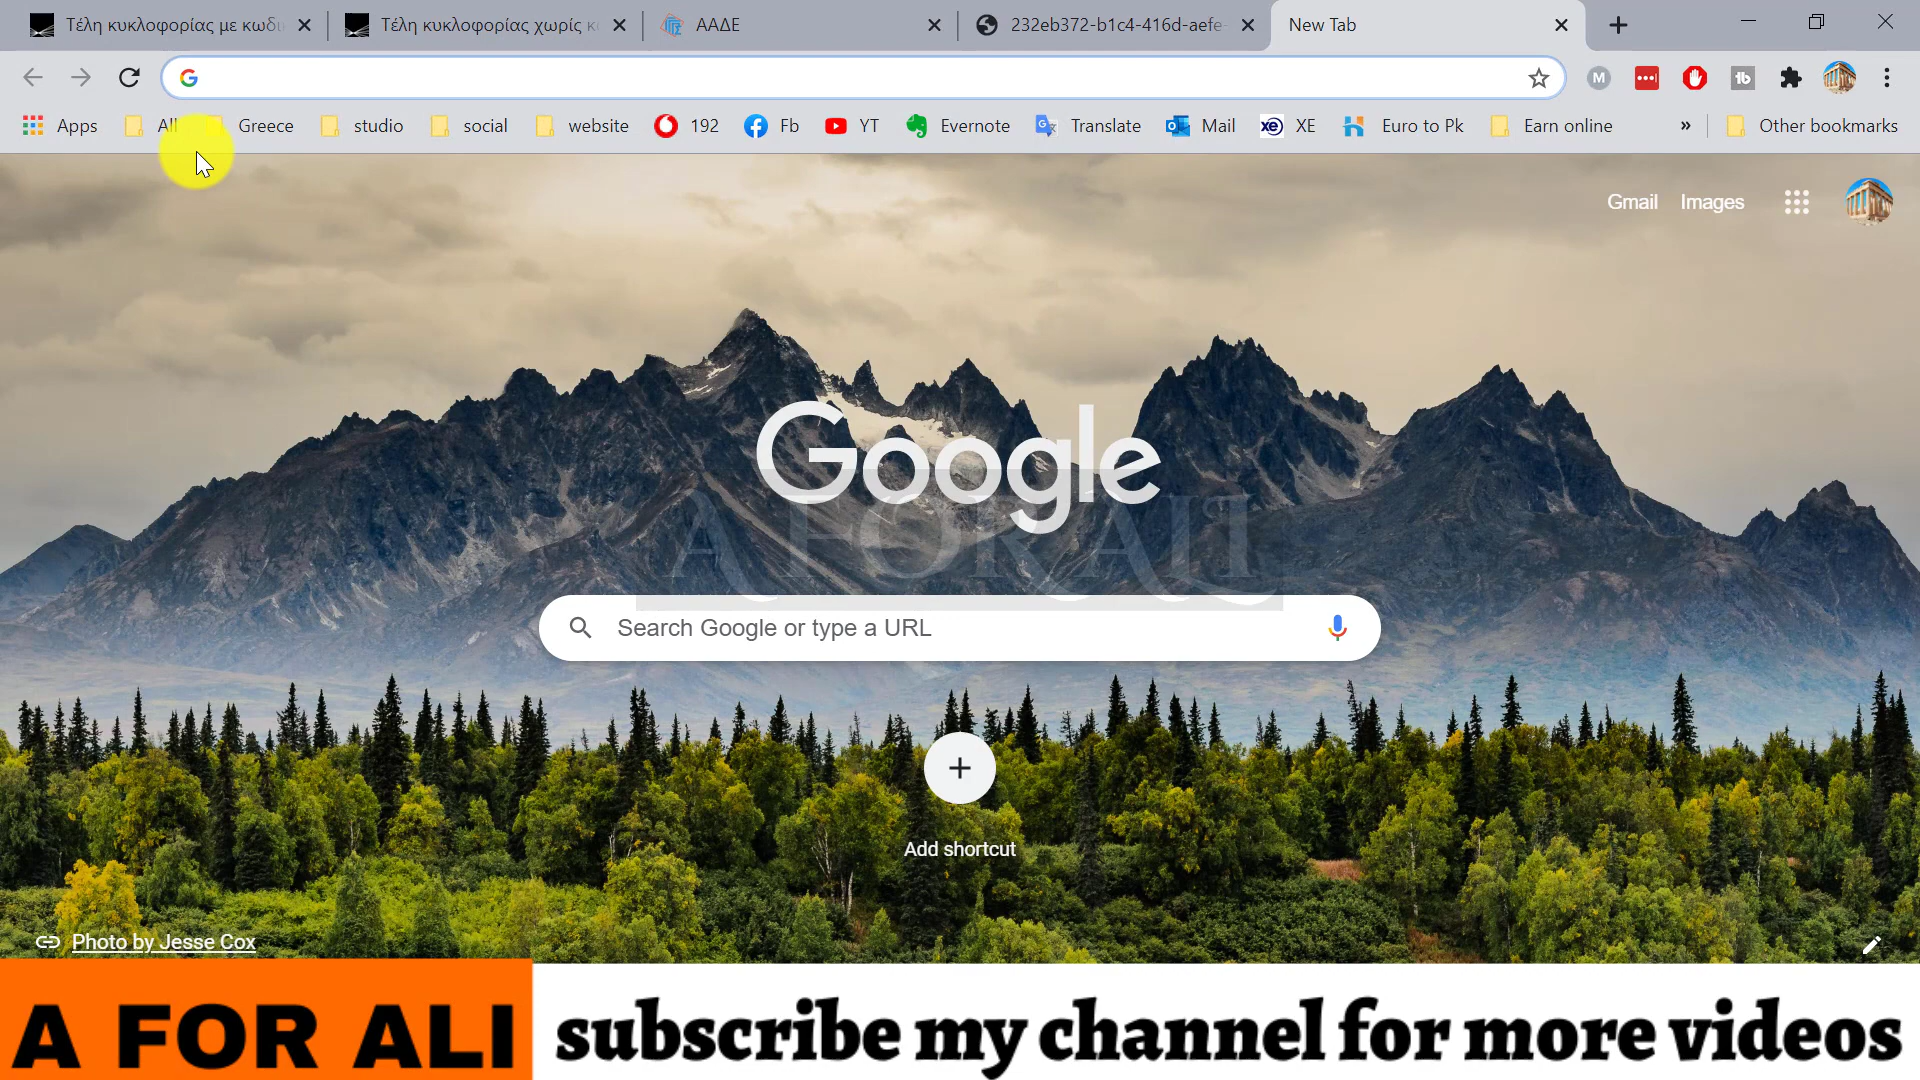 Τέλη κυκλοφορίας με κωδι
Τέλη κυκλοφορίας χωρίς κ
ΑΑΔΕ
232eb372-b1c4-416d-aefe-
New Tab
Apps
All
Greece
studio
social
website
192
Fb
YT
Evernote
Translate
Mail
XE
Euro to Pk
Earn online
»
Other bookmarks
Gmail
Images
Google
A FOR ALI
Search Google or type a URL
Add shortcut
Photo by Jesse Cox
A FOR ALI
subscribe my channel for more videos